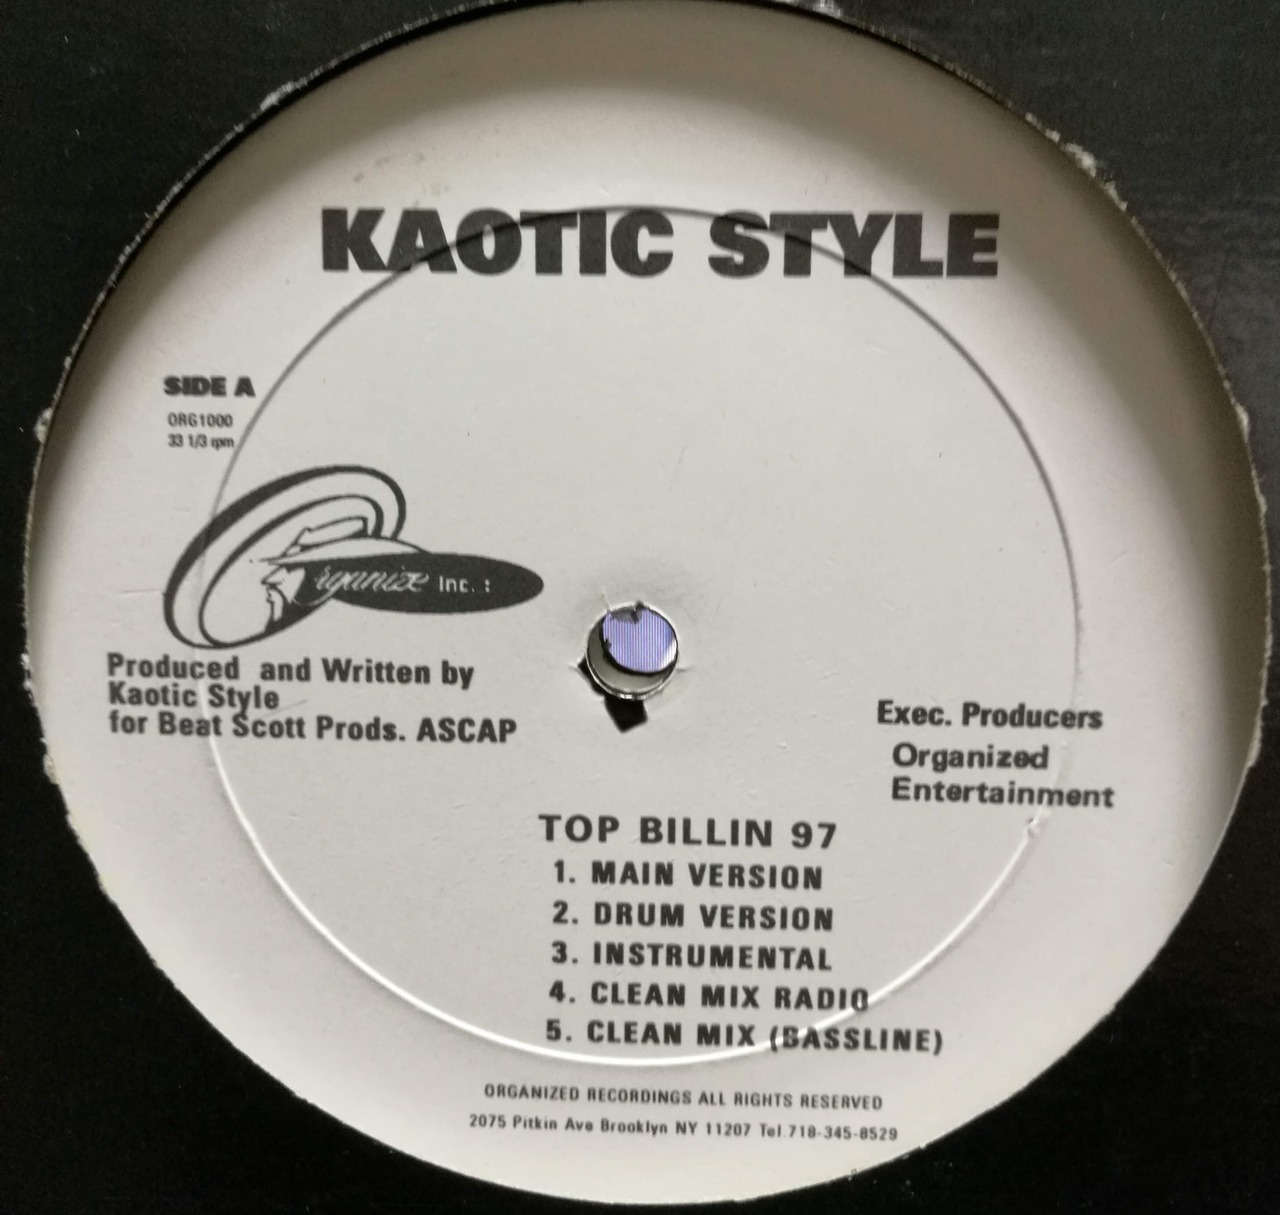 KAOTIC STYLE
SIDE A
ORG1000
33 1/3 rpm
rganize Inc. :
Produced and Written by
Kaotic Style
for Beat Scott Prods. ASCAP
Exec. Producers
Organized
Entertainment
TOP BILLIN 97
1. MAIN VERSION
2. DRUM VERSION
3. INSTRUMENTAL
4. CLEAN MIX RADIO
5. CLEAN MIX (BASSLINE)
ORGANIZED RECORDINGS ALL RIGHTS RESERVED
2075 Pitkin Ave Brooklyn NY 11207 Tel 718-345-8529